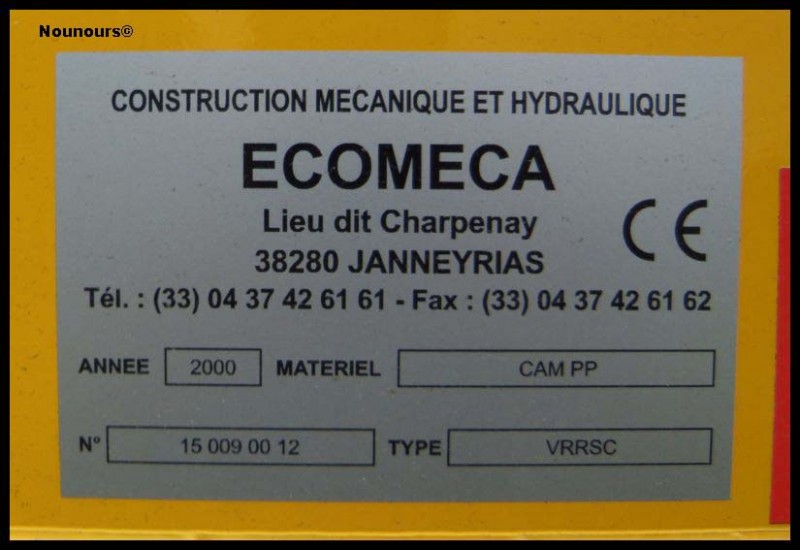 Nounours©
CONSTRUCTION MECANIQUE ET HYDRAULIQUE
ECOMECA
Lieu dit Charpenay
38280 JANNEYRIAS
CE
Tél. : (33) 04 37 42 61 61 - Fax : (33) 04 37 42 61 62
ANNEE 2000 MATERIEL CAM PP
N° 15 009 00 12 TYPE VRRSC